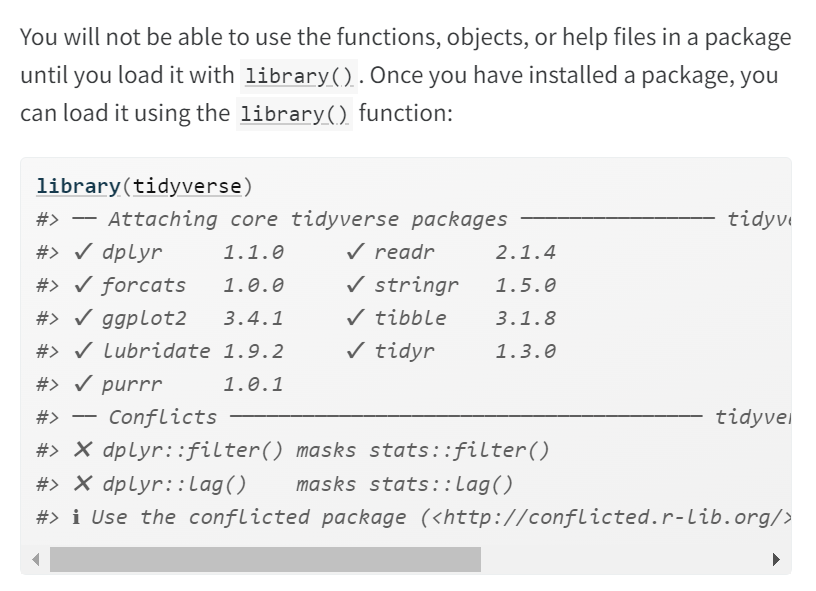 You will not be able to use the functions, objects, or help files in a package
until you load it with library(). Once you have installed a package, you
can load it using the library() function:
library(tidyverse)
#> ── Attaching core tidyverse packages ──────────────── tidyve
#> ✓ dplyr     1.1.0     ✓ readr     2.1.4
#> ✓ forcats   1.0.0     ✓ stringr   1.5.0
#> ✓ ggplot2   3.4.1     ✓ tibble    3.1.8
#> ✓ lubridate 1.9.2     ✓ tidyr     1.3.0
#> ✓ purrr     1.0.1
#> ── Conflicts ─────────────────────────────────────── tidyver
#> ✕ dplyr::filter() masks stats::filter()
#> ✕ dplyr::lag()    masks stats::lag()
#> ℹ Use the conflicted package (<http://conflicted.r-lib.org/>